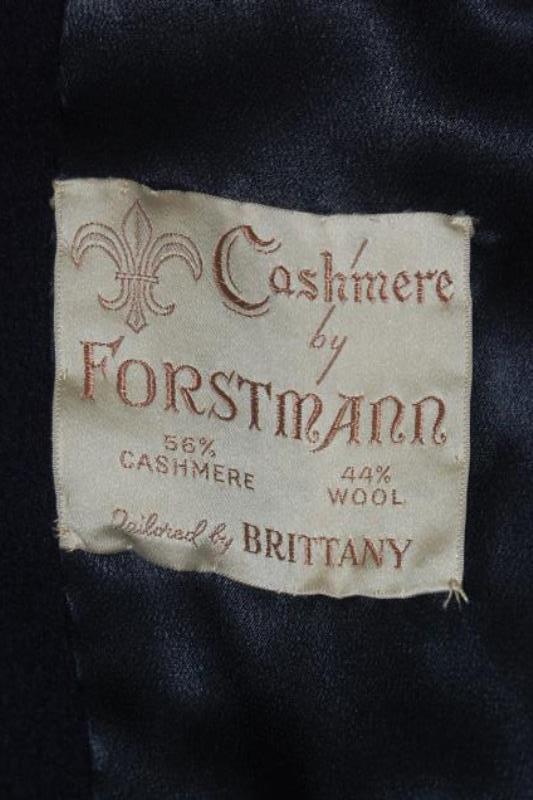 Cashmere
by
FORSTMANN
56% 
CASHMERE
44%
WOOL
Tailored by BRITTANY